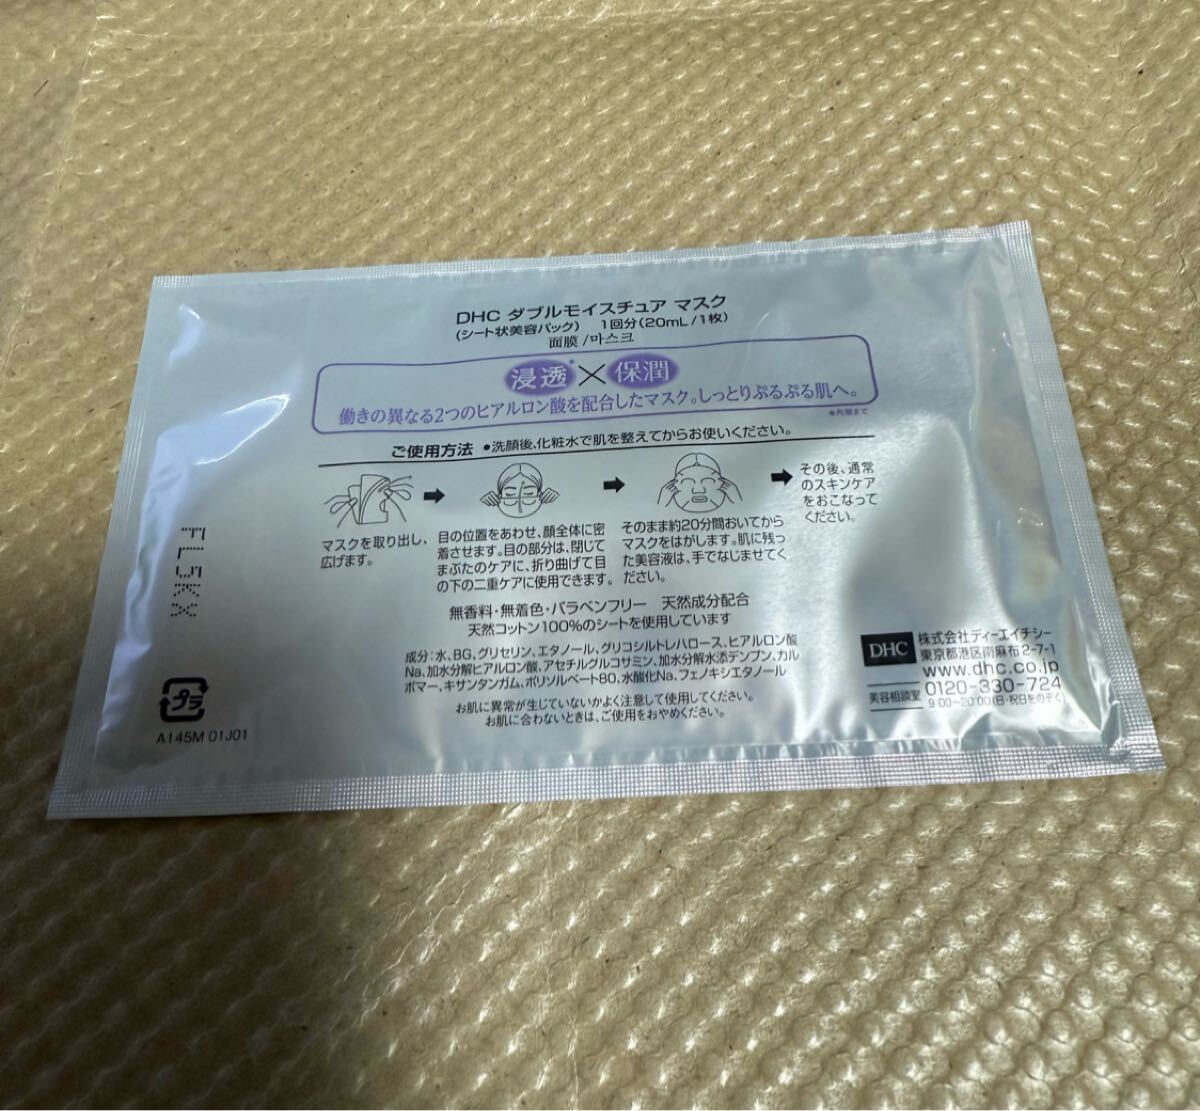 DHC ダブルモイスチュア マスク
(シート状美容パック) 1回分(20mL/1枚)
面膜/마스크
浸透*×保潤
働きの異なる2つのヒアルロン酸を配合したマスク。しっとりぷるぷる肌へ。
*角層まで
ご使用方法 ●洗顔後、化粧水で肌を整えてからお使いください。
マスクを取り出し、
広げます。
目の位置をあわせ、顔全体に密
着させます。目の部分は、閉じて
まぶたのケアに、折り曲げて目
の下の二重ケアに使用できます。
そのまま約20分間おいてから
マスクをはがします。肌に残っ
た美容液は、手でなじませてく
ださい。
その後、通常
のスキンケア
をおこなって
ください。
無香料・無着色・パラベンフリー 天然成分配合
天然コットン100%のシートを使用しています
成分:水、BG、グリセリン、エタノール、グリコシルトレハロース、ヒアルロン酸
Na、加水分解ヒアルロン酸、アセチルグルコサミン、加水分解水添デンプン、カル
ボマー、キサンタンガム、ポリソルベート80、水酸化Na、フェノキシエタノール
お肌に異常が生じていないかよく注意して使用してください。
お肌に合わないときは、ご使用をおやめください。
プラ
A145M 01J01
DHC
株式会社ディーエイチシー
東京都港区南麻布2-7-1
www.dhc.co.jp
美容相談室
0120-330-724
9:00~20:00(日・祝日をのぞく)